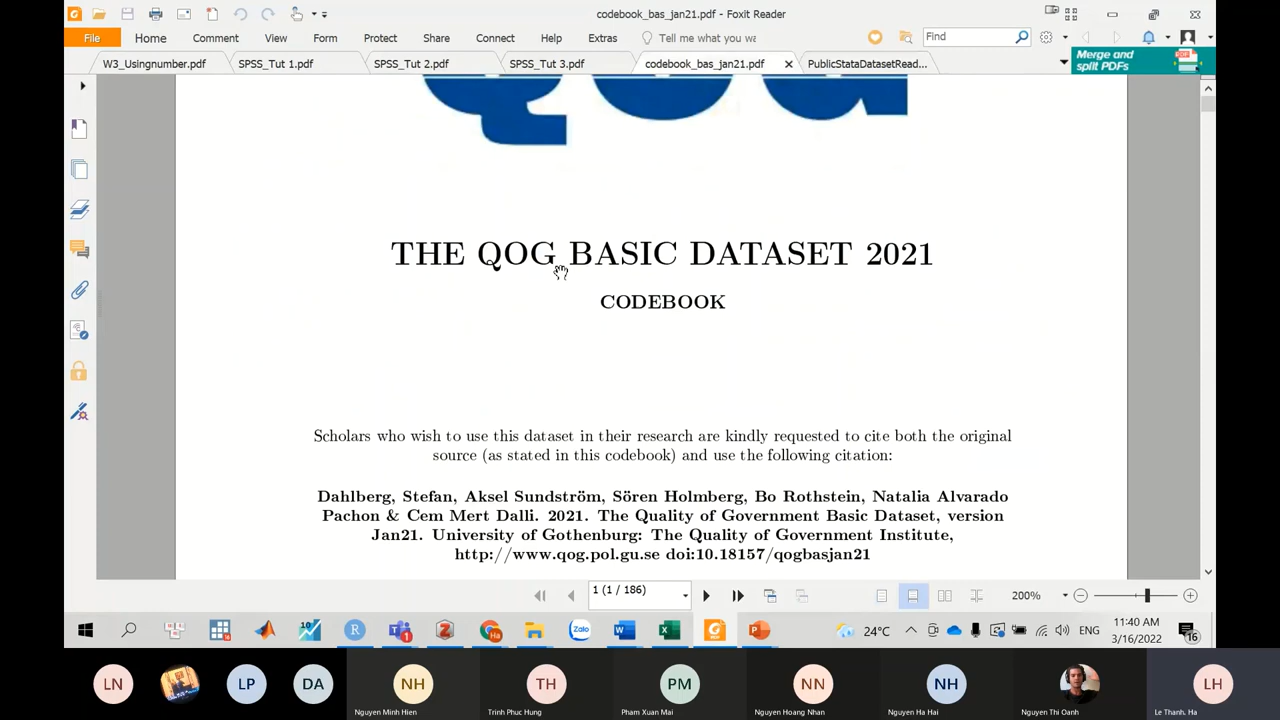 codebook_bas_jan21.pdf - Foxit Reader
File Home Comment View Form Protect Share Connect Help Extras Tell me what you wa Find
W3_Usingnumber.pdf SPSS_Tut 1.pdf SPSS_Tut 2.pdf SPSS_Tut 3.pdf codebook_bas_jan21.pdf PublicStataDatasetRead...
Merge and
split PDFs
QOG
THE QOG BASIC DATASET 2021
CODEBOOK
Scholars who wish to use this dataset in their research are kindly requested to cite both the original
source (as stated in this codebook) and use the following citation:
Dahlberg, Stefan, Aksel Sundström, Sören Holmberg, Bo Rothstein, Natalia Alvarado
Pachon & Cem Mert Dalli. 2021. The Quality of Government Basic Dataset, version
Jan21. University of Gothenburg: The Quality of Government Institute,
http://www.qog.pol.gu.se doi:10.18157/qogbasjan21
1 (1 / 186) 200%
Zalo 24°C ENG
11:40 AM
3/16/2022
16
LN LP DA NH TH PM NN NH LH
Nguyen Minh Hien Trinh Phuc Hung Pham Xuan Mai Nguyen Hoang Nhan Nguyen Ha Hai Nguyen Thi Oanh Le Thanh, Ha